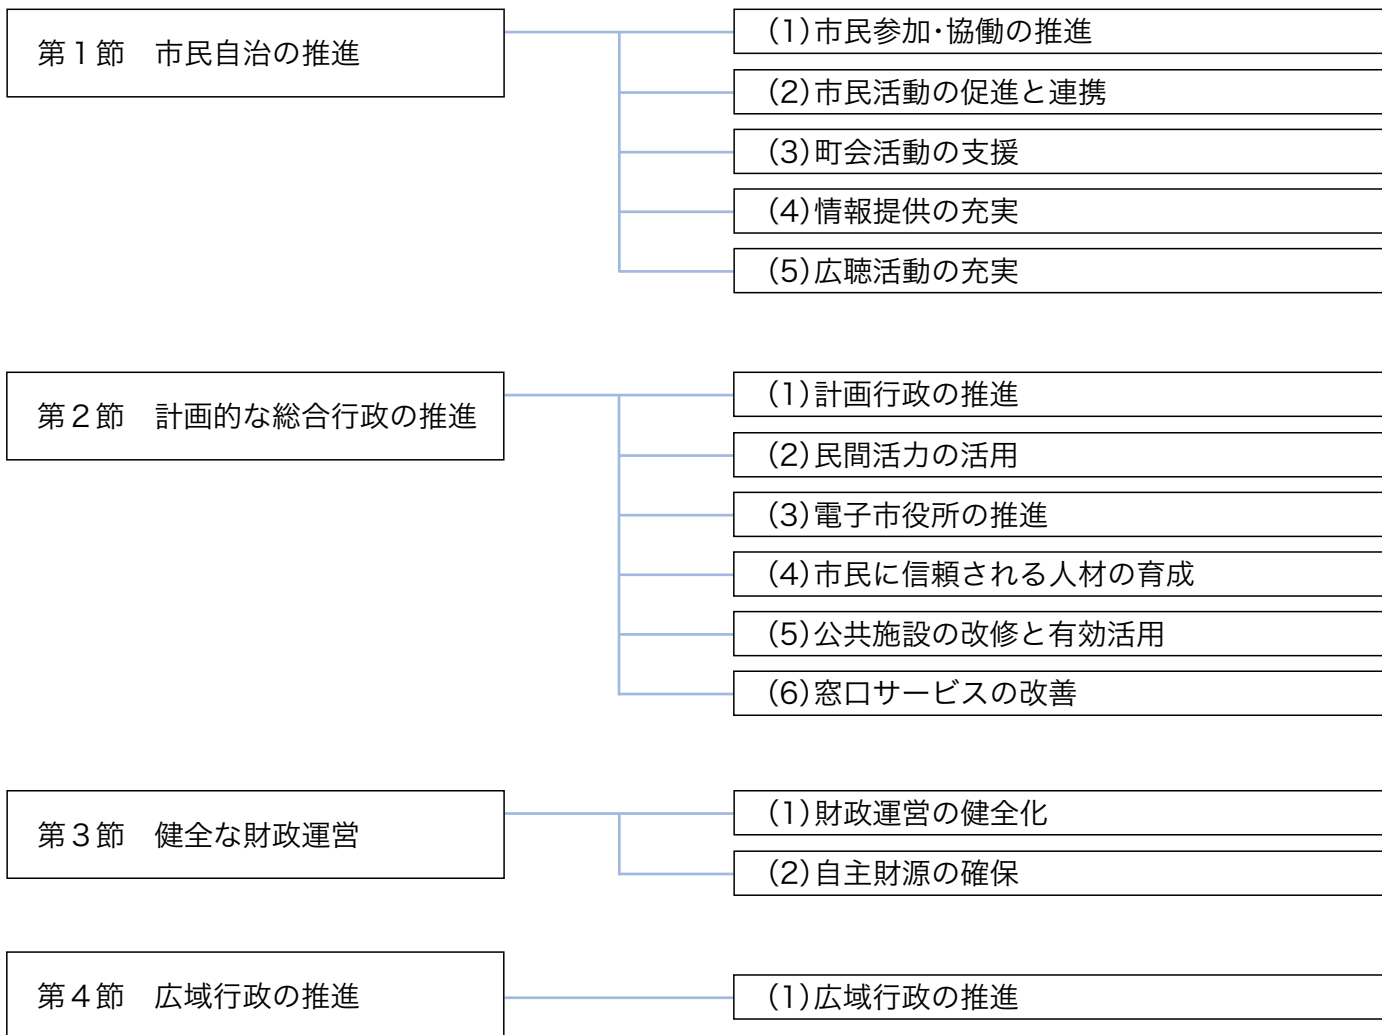 第１節　市民自治の推進
（1）市民参加・協働の推進
（2）市民活動の促進と連携
（3）町会活動の支援
（4）情報提供の充実
（5）広聴活動の充実
第２節　計画的な総合行政の推進
（1）計画行政の推進
（2）民間活力の活用
（3）電子市役所の推進
（4）市民に信頼される人材の育成
（5）公共施設の改修と有効活用
（6）窓口サービスの改善
第３節　健全な財政運営
（1）財政運営の健全化
（2）自主財源の確保
第４節　広域行政の推進
（1）広域行政の推進